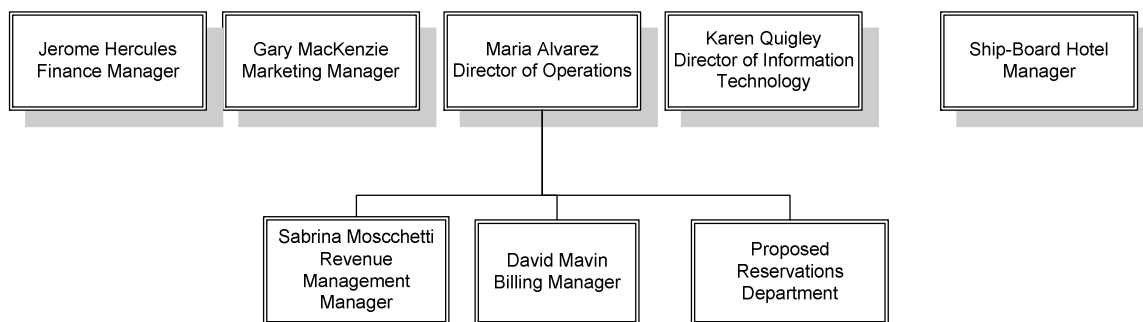 Jerome Hercules
Finance Manager
Gary MacKenzie
Marketing Manager
Maria Alvarez
Director of Operations
Karen Quigley
Director of Information
Technology
Ship-Board Hotel
Manager
Sabrina Moscchetti
Revenue
Management
Manager
David Mavin
Billing Manager
Proposed
Reservations
Department